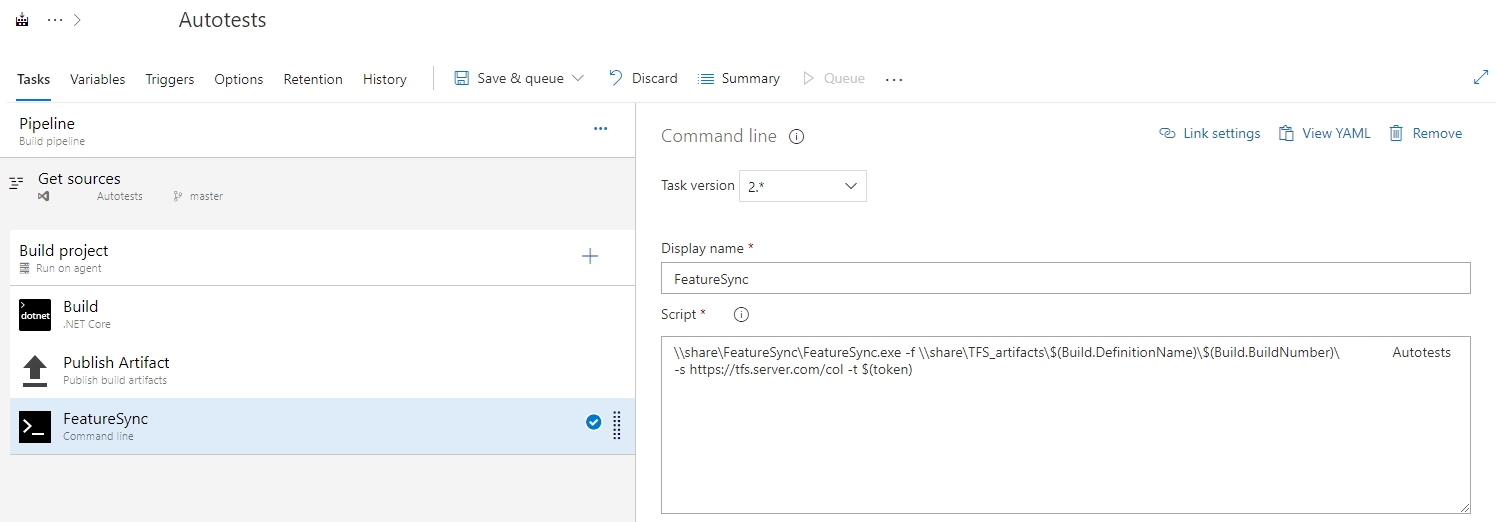 ··· > Autotests
Tasks Variables Triggers Options Retention History Save & queue Discard Summary Queue ···
Pipeline
Build pipeline
Get sources
Autotests master
Build project
Run on agent
dotnet Build
.NET Core
Publish Artifact
Publish build artifacts
FeatureSync
Command line
Command line
Link settings View YAML Remove
Task version 2.*
Display name *
FeatureSync
Script *
\\share\FeatureSync\FeatureSync.exe -f \\share\TFS_artifacts\$(Build.DefinitionName)\$(Build.BuildNumber)\ Autotests
-s https://tfs.server.com/col -t $(token)